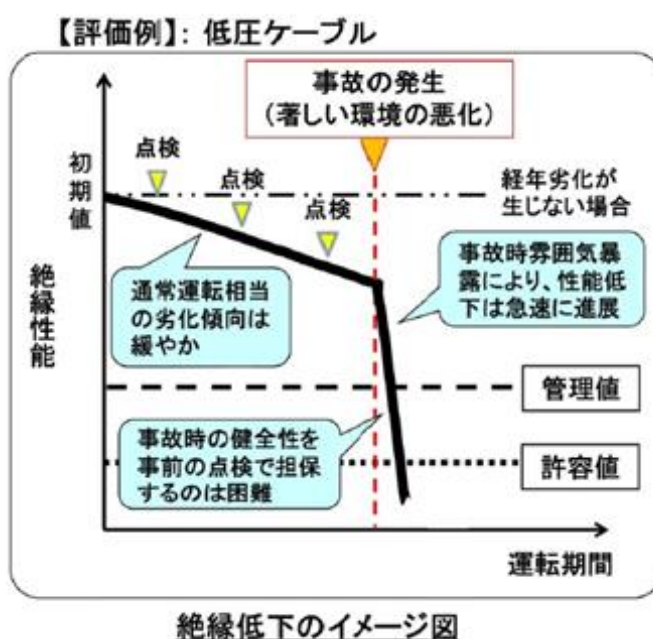 【評価例】: 低圧ケーブル
事故の発生
（著しい環境の悪化）
初期値
点検
点検
点検
経年劣化が
生じない場合
絶縁性能
通常運転相当
の劣化傾向は
緩やか
事故時雰囲気暴
露により、性能低
下は急速に進展
管理値
事故時の健全性を
事前の点検で担保
するのは困難
許容値
運転期間
絶縁低下のイメージ図